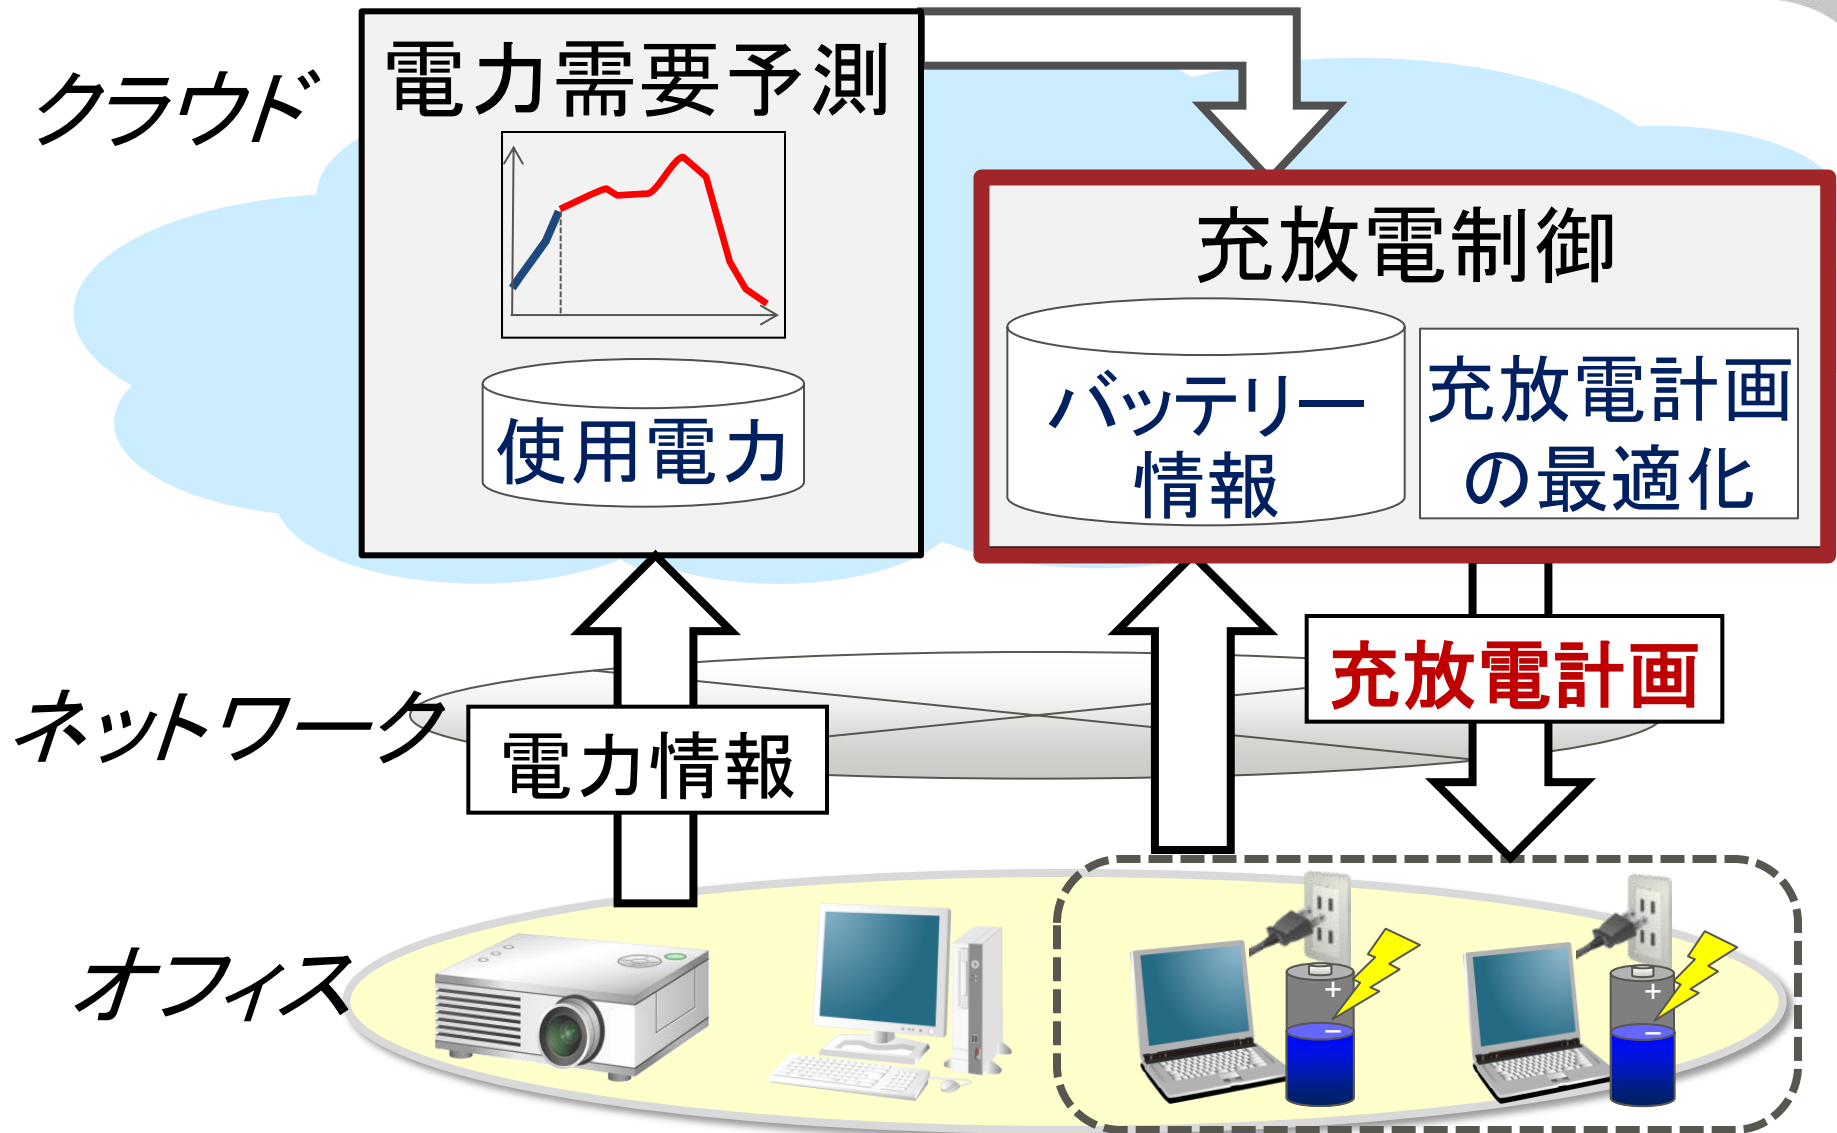 クラウド
電力需要予測
使用電力
充放電制御
バッテリー
情報
充放電計画
の最適化
ネットワーク
電力情報
充放電計画
オフィス
+
−
+
−